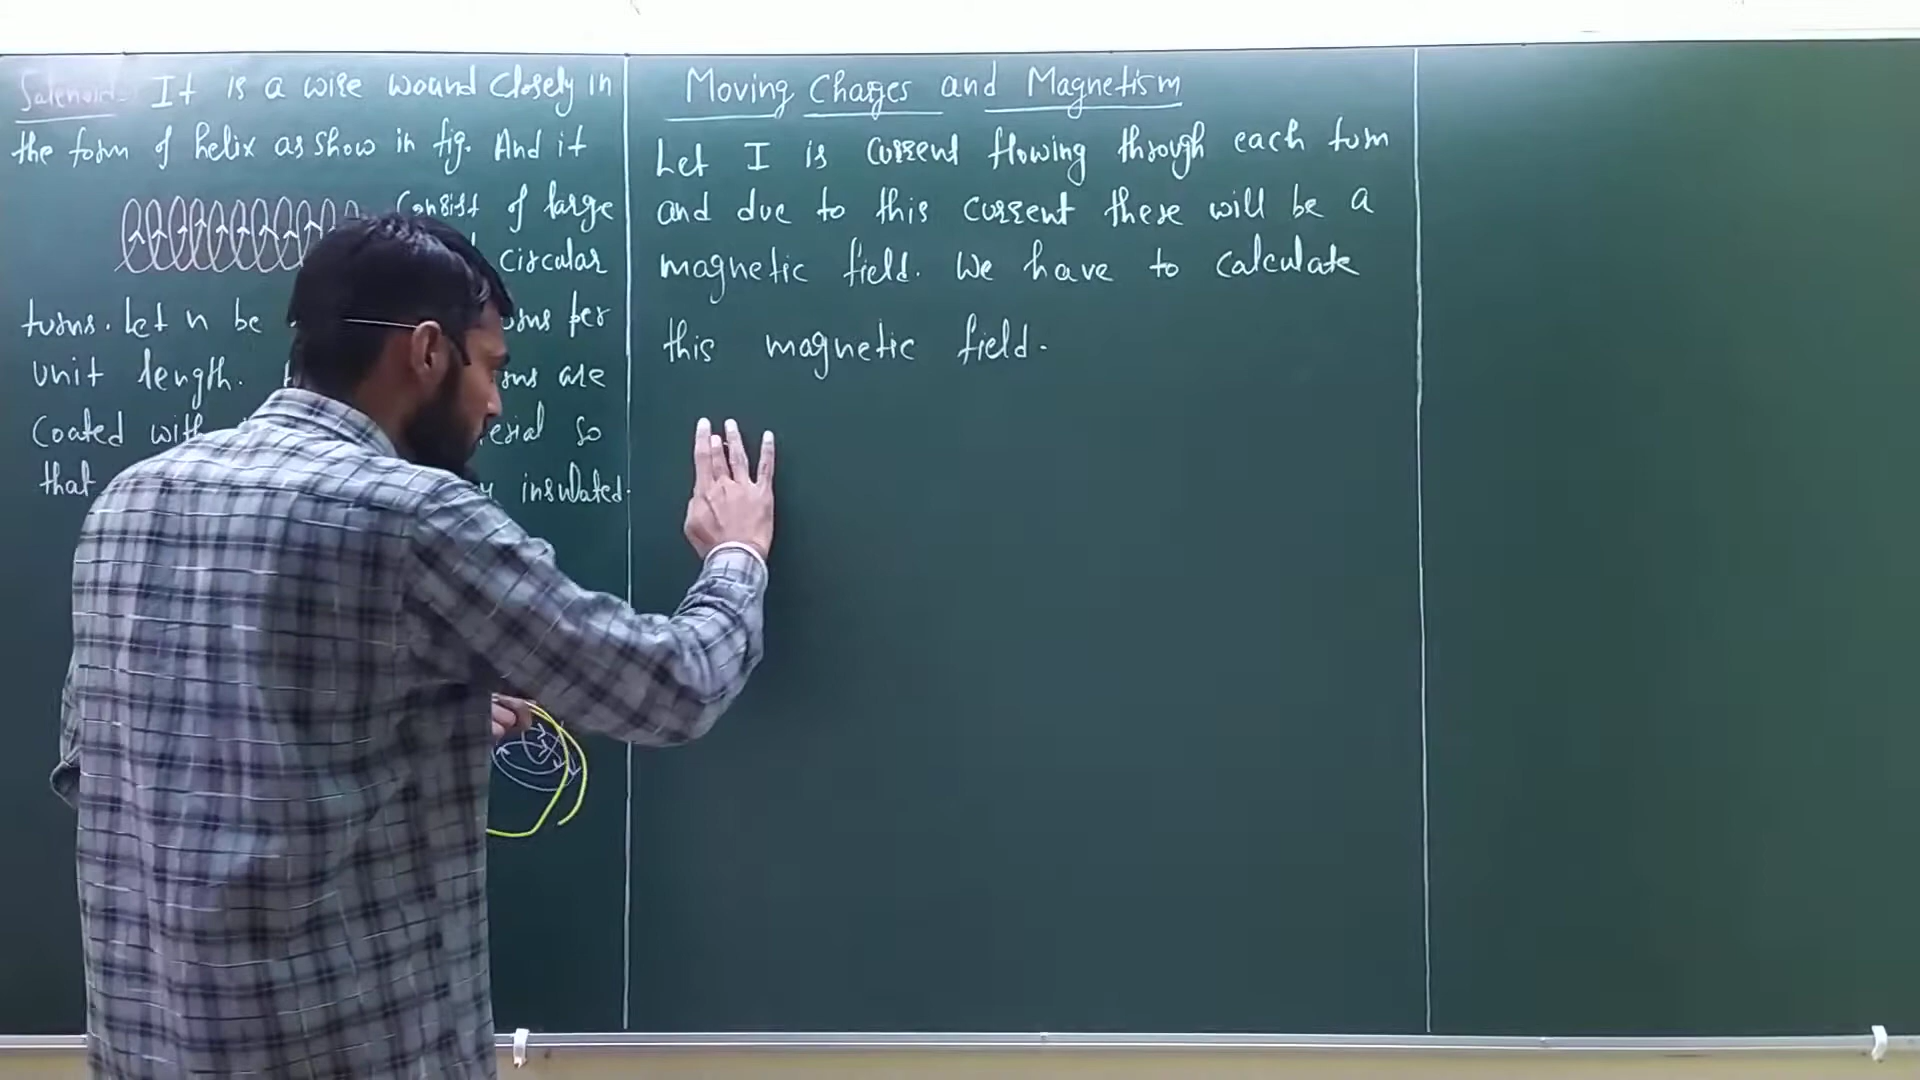 Solenoid- It is a wire wound closely in
the form of helix as show in fig. And it
Consist of large
circular
turns. Let n be turns per
unit length. are
Coated with so
that insulated.
Moving Charges and Magnetism
Let I is current flowing through each turn
and due to this current there will be a
magnetic field. We have to calculate
this magnetic field.